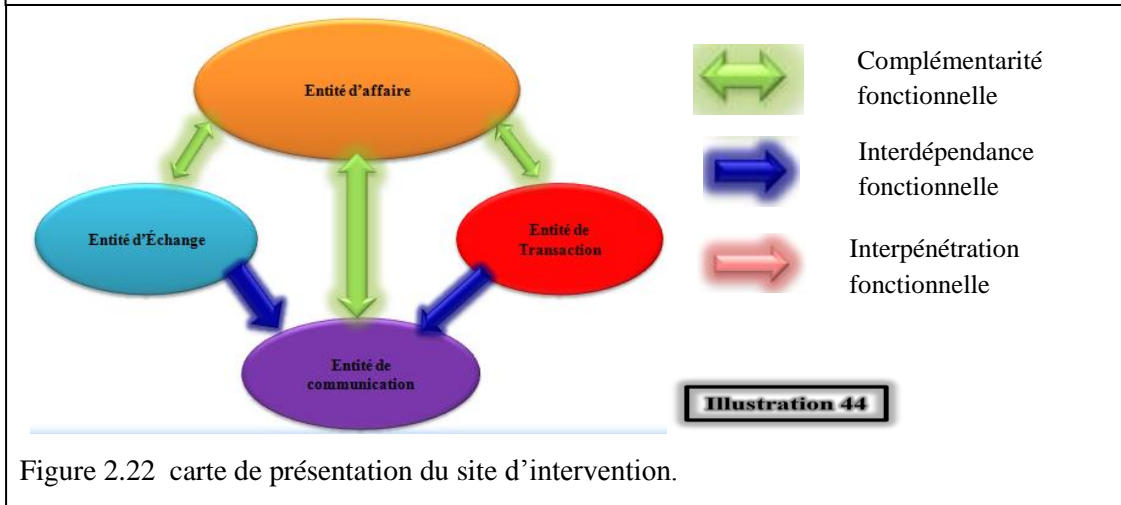 Entité d'affaire
Entité d'Échange
Entité de
Transaction
Entité de
communication
Complémentarité
fonctionnelle
Interdépendance
fonctionnelle
Interpénétration
fonctionnelle
Illustration 44
Figure 2.22 carte de présentation du site d'intervention.